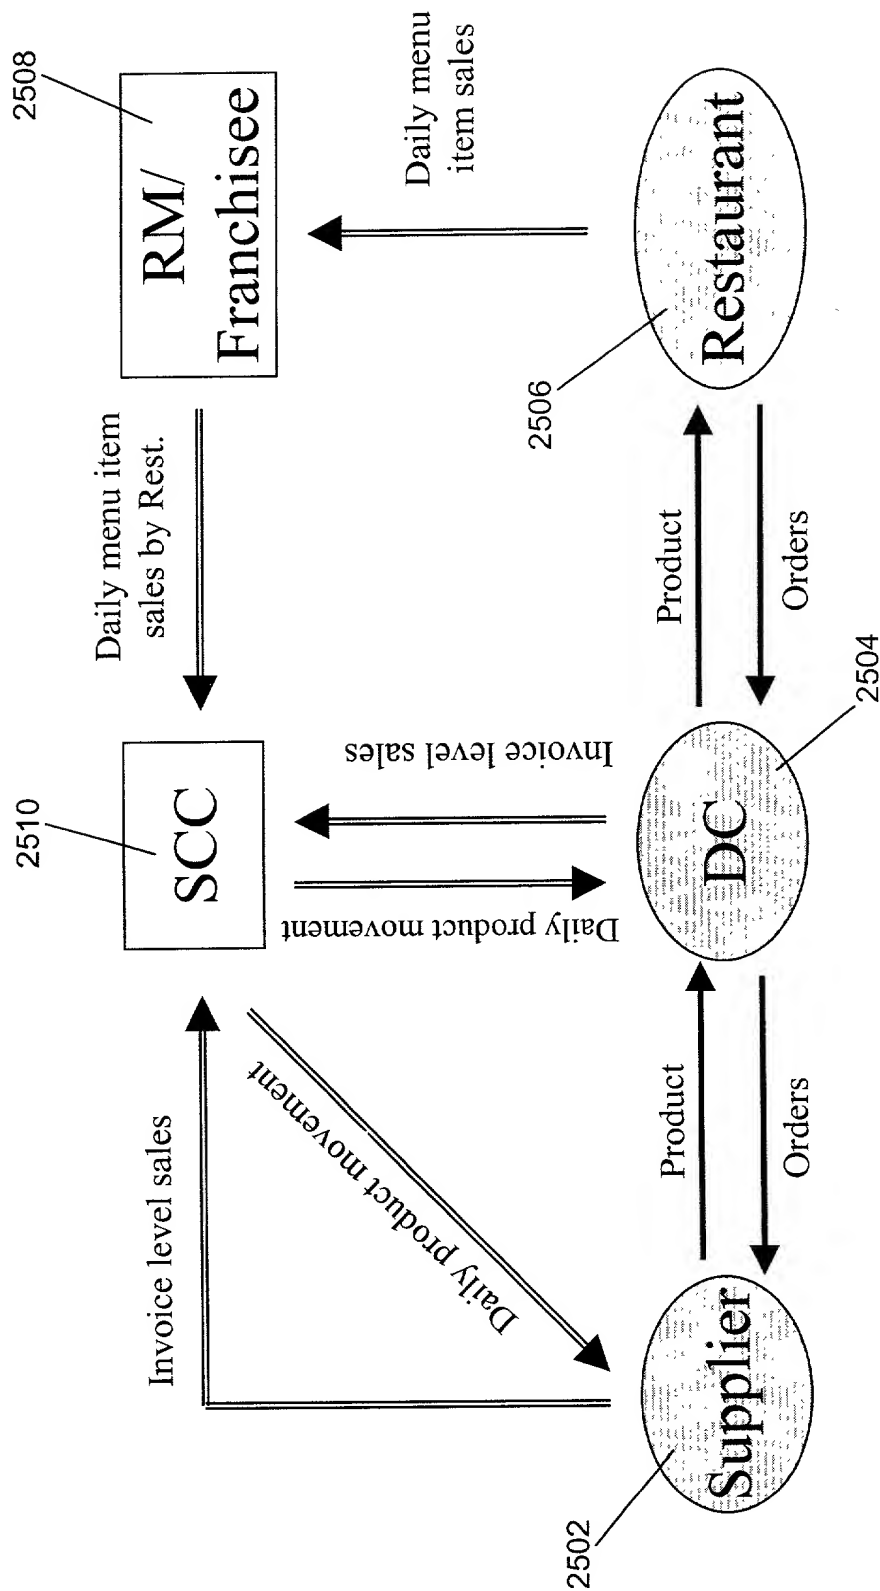 2510
2508
SCC
RM/
Franchisee
Invoice level sales
Daily menu item
sales by Rest.
Daily product movement
Daily product movement
Invoice level sales
Daily menu
item sales
2502
Supplier
Product
Orders
DC
2504
Product
Orders
2506
Restaurant